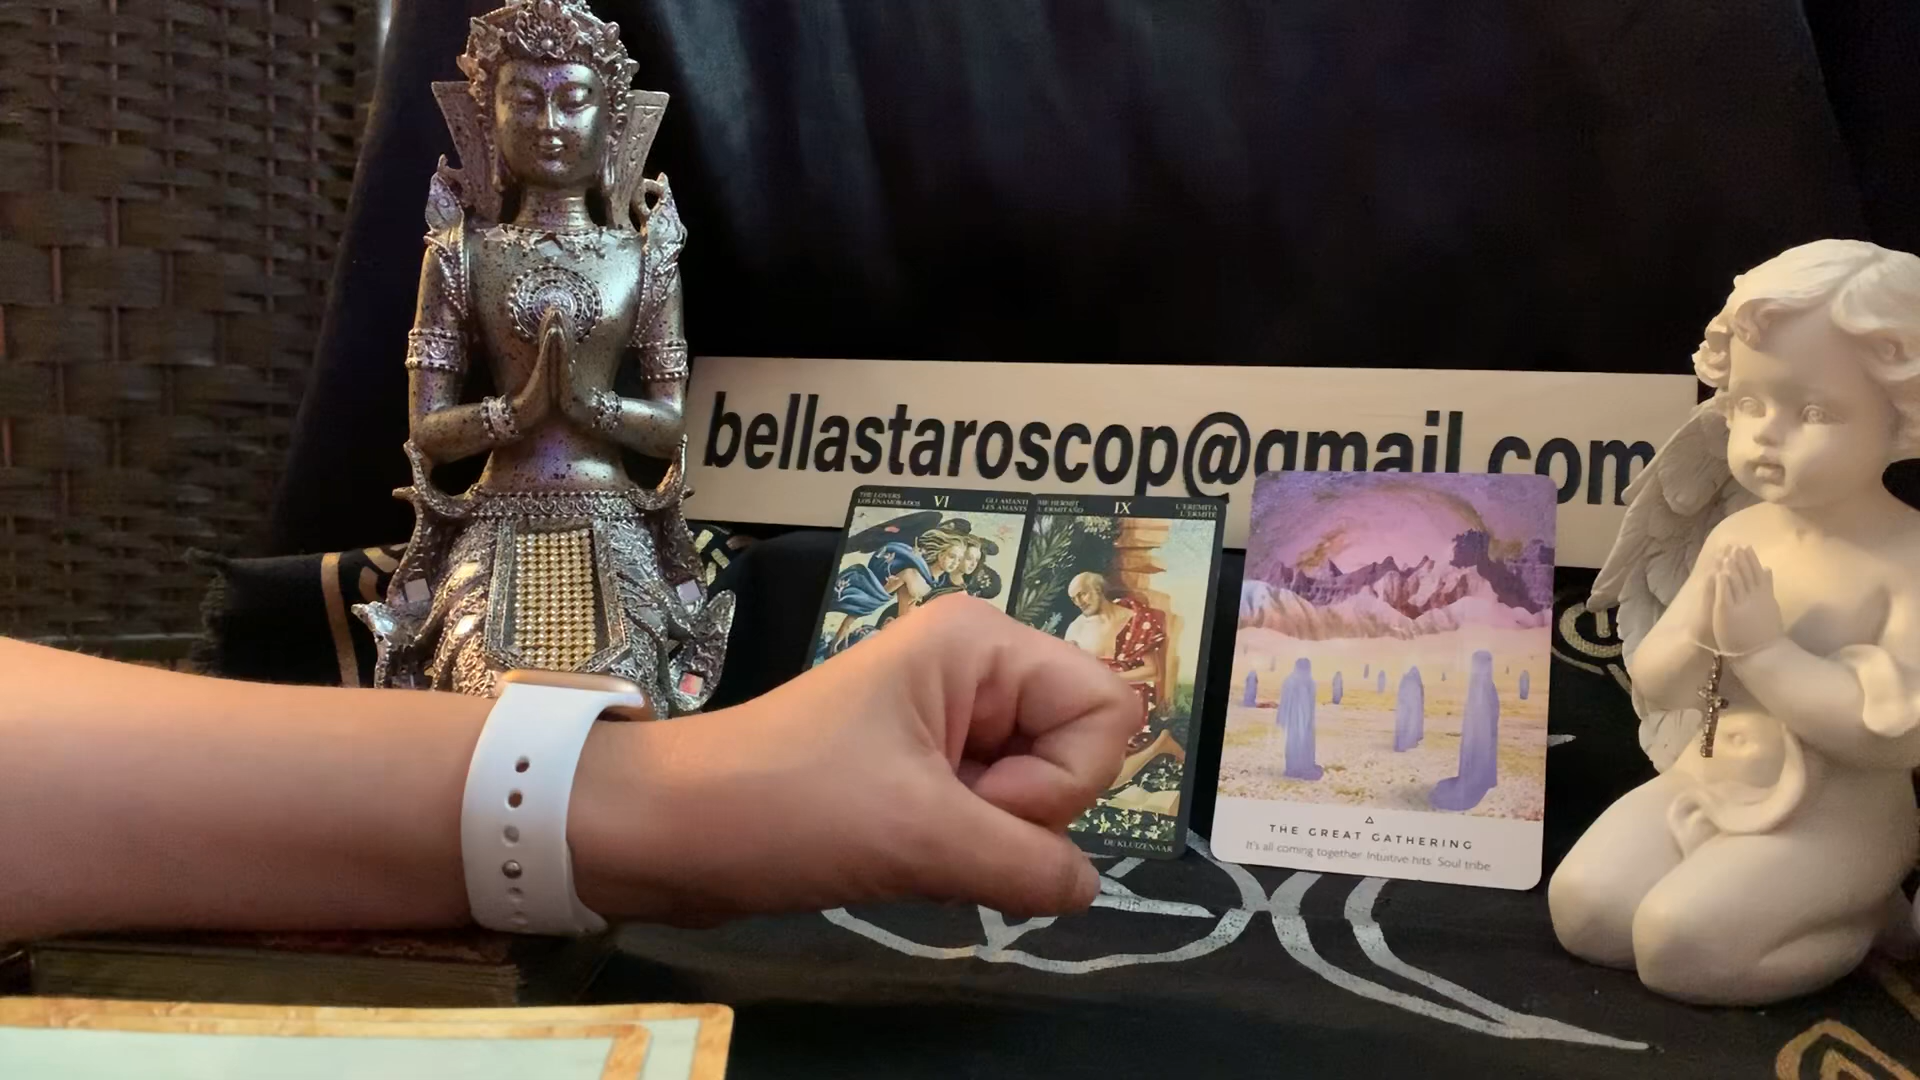 bellastaroscop@gmail.com
THE LOVERS
LOS ENAMORADOS
VI
GLI AMANTI
LES AMANTS
THE HERMIT
L ERMITAÑO
IX
L'EREMITA
L'ERMITE
DE KLUIZENAAR
THE GREAT GATHERING
It's all coming together. Intuitive hits. Soul tribe